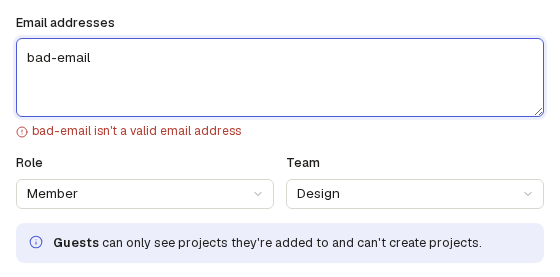 Email addresses
bad-email
bad-email isn't a valid email address
Role
Team
Member
Design
Guests can only see projects they're added to and can't create projects.